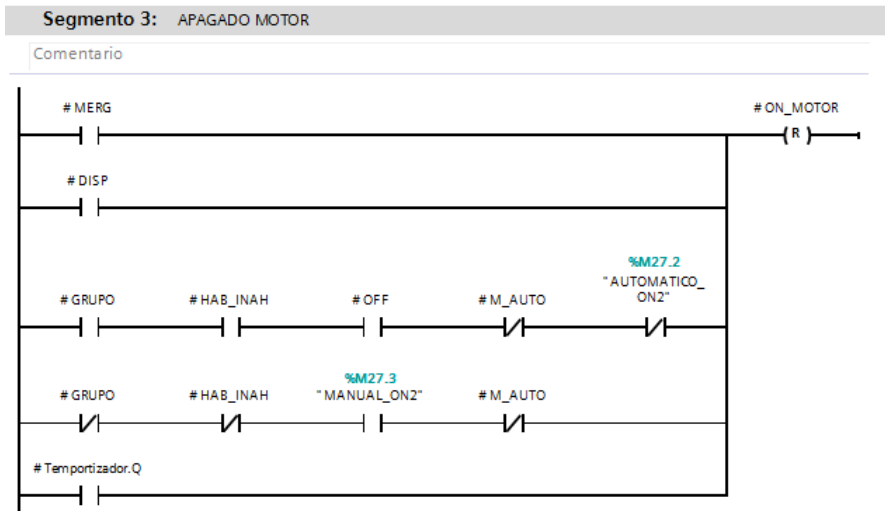 Segmento 3: APAGADO MOTOR
Comentario
# MERG
# ON_MOTOR
R
# DISP
%M27.2
"AUTOMATICO_
ON2"
# GRUPO # HAB_INAH # OFF # M_AUTO
%M27.3
# GRUPO # HAB_INAH "MANUAL_ON2" # M_AUTO
# Temportizador.Q